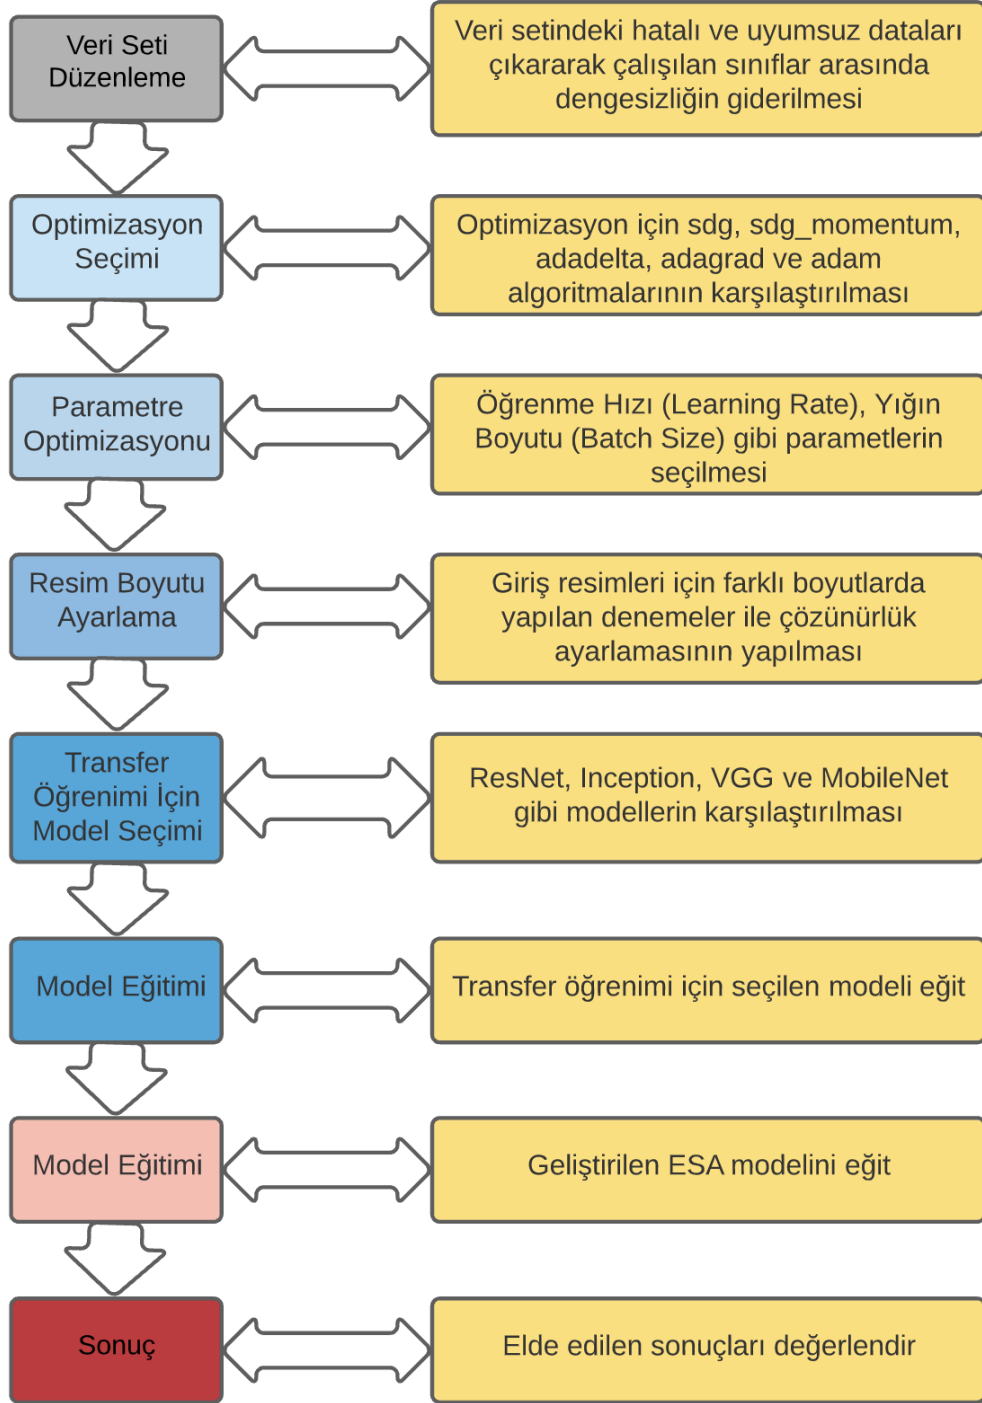 Veri Seti
Düzenleme
Veri setindeki hatalı ve uyumsuz dataları
çıkararak çalışılan sınıflar arasında
dengesizliğin giderilmesi
Optimizasyon
Seçimi
Optimizasyon için sdg, sdg_momentum,
adadelta, adagrad ve adam
algoritmalarının karşılaştırılması
Parametre
Optimizasyonu
Öğrenme Hızı (Learning Rate), Yığın
Boyutu (Batch Size) gibi parametlerin
seçilmesi
Resim Boyutu
Ayarlama
Giriş resimleri için farklı boyutlarda
yapılan denemeler ile çözünürlük
ayarlamasının yapılması
Transfer
Öğrenimi İçin
Model Seçimi
ResNet, Inception, VGG ve MobileNet
gibi modellerin karşılaştırılması
Model Eğitimi
Transfer öğrenimi için seçilen modeli eğit
Model Eğitimi
Geliştirilen ESA modelini eğit
Sonuç
Elde edilen sonuçları değerlendir